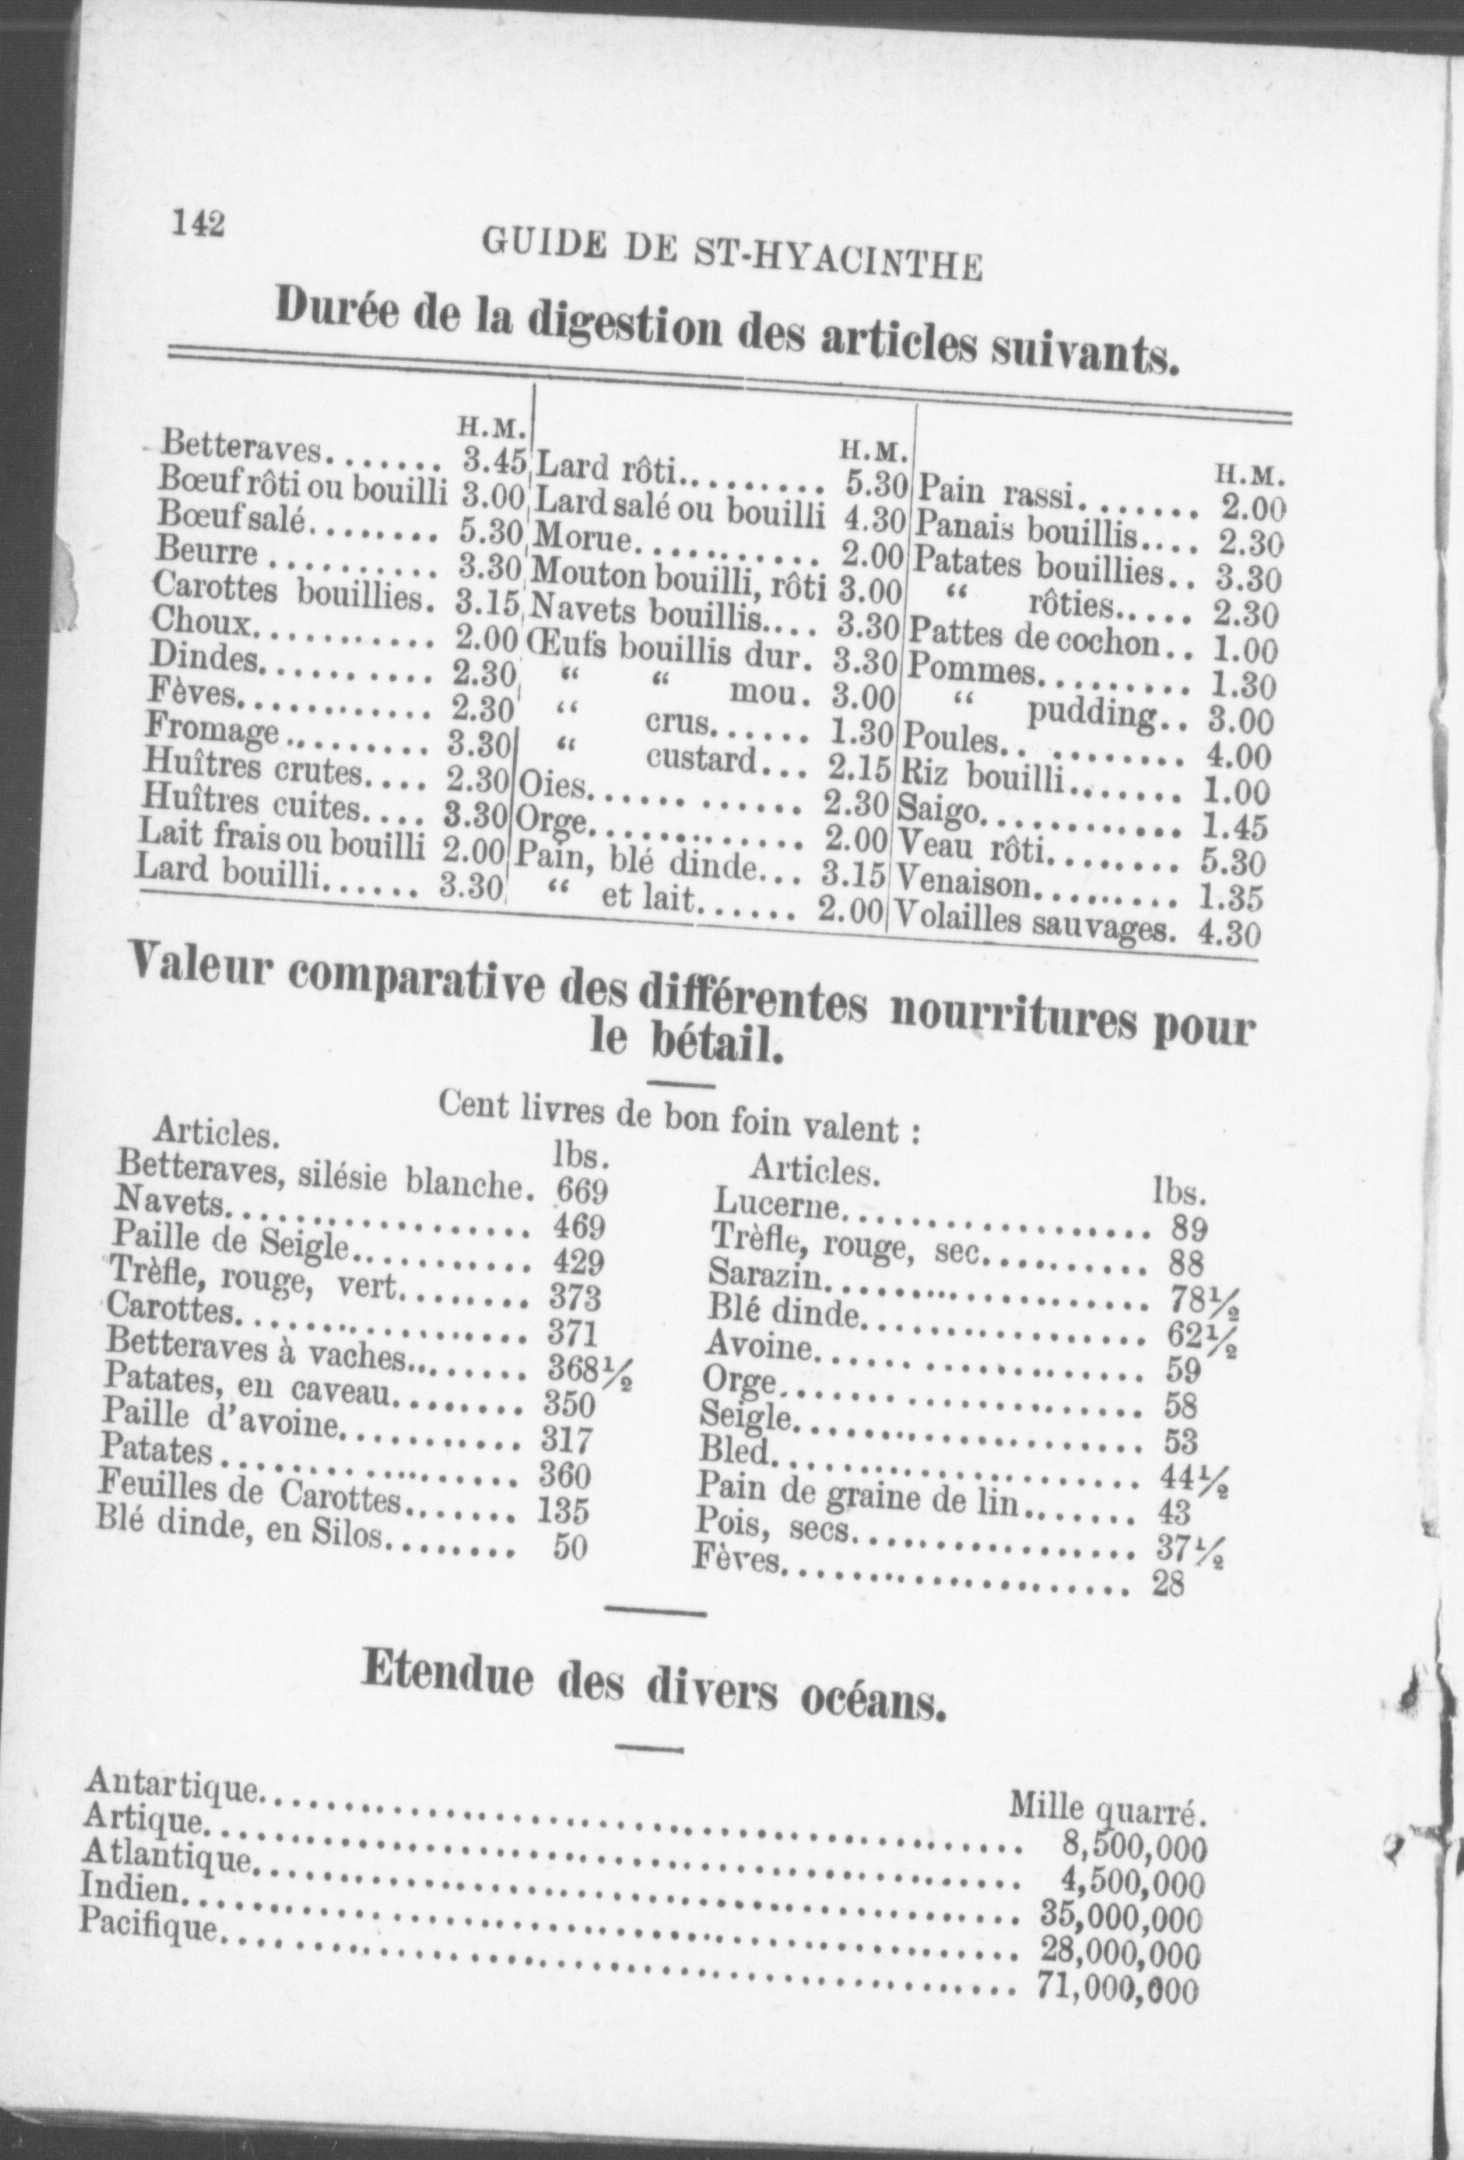 142
GUIDE DE ST-HYACINTHE
Durée de la digestion des articles suivants.
H.M.
Betteraves....... 3.45
Bœuf rôti ou bouilli 3.00
Bœuf salé........ 5.30
Beurre .......... 3.30
Carottes bouillies. 3.15
Choux........... 2.00
Dindes.......... 2.30
Fèves............ 2.30
Fromage ......... 3.30
Huîtres crutes.... 2.30
Huîtres cuites.... 3.30
Lait frais ou bouilli 2.00
Lard bouilli...... 3.30
H.M.
Lard rôti.......... 5.30
Lard salé ou bouilli 4.30
Morue........... 2.00
Mouton bouilli, rôti 3.00
Navets bouillis.... 3.30
Œufs bouillis dur. 3.30
“ “ mou. 3.00
“ crus...... 1.30
“ custard... 2.15
Oies............ 2.30
Orge............. 2.00
Pain, blé dinde... 3.15
“ et lait...... 2.00
H.M.
Pain rassi....... 2.00
Panais bouillis.... 2.30
Patates bouillies.. 3.30
“ rôties..... 2.30
Pattes de cochon.. 1.00
Pommes......... 1.30
“ pudding.. 3.00
Poules.. ........ 4.00
Riz bouilli....... 1.00
Saigo............ 1.45
Veau rôti........ 5.30
Venaison......... 1.35
Volailles sauvages. 4.30
Valeur comparative des différentes nourritures pour
le bétail.
Cent livres de bon foin valent :
Articles. lbs.
Betteraves, silésie blanche. 669
Navets.................. 469
Paille de Seigle........... 429
Trèfle, rouge, vert........ 373
Carottes................. 371
Betteraves à vaches....... 368½
Patates, en caveau........ 350
Paille d'avoine........... 317
Patates ................. 360
Feuilles de Carottes....... 135
Blé dinde, en Silos........ 50
Articles. lbs.
Lucerne................... 89
Trèfle, rouge, sec.......... 88
Sarazin................... 78½
Blé dinde................. 62½
Avoine................... 59
Orge..................... 58
Seigle.................... 53
Bled...................... 44½
Pain de graine de lin....... 43
Pois, secs................. 37½
Fèves..................... 28
Etendue des divers océans.
Mille quarré.
Antartique............................................. 8,500,000
Artique................................................ 4,500,000
Atlantique............................................. 35,000,000
Indien................................................. 28,000,000
Pacifique.............................................. 71,000,000